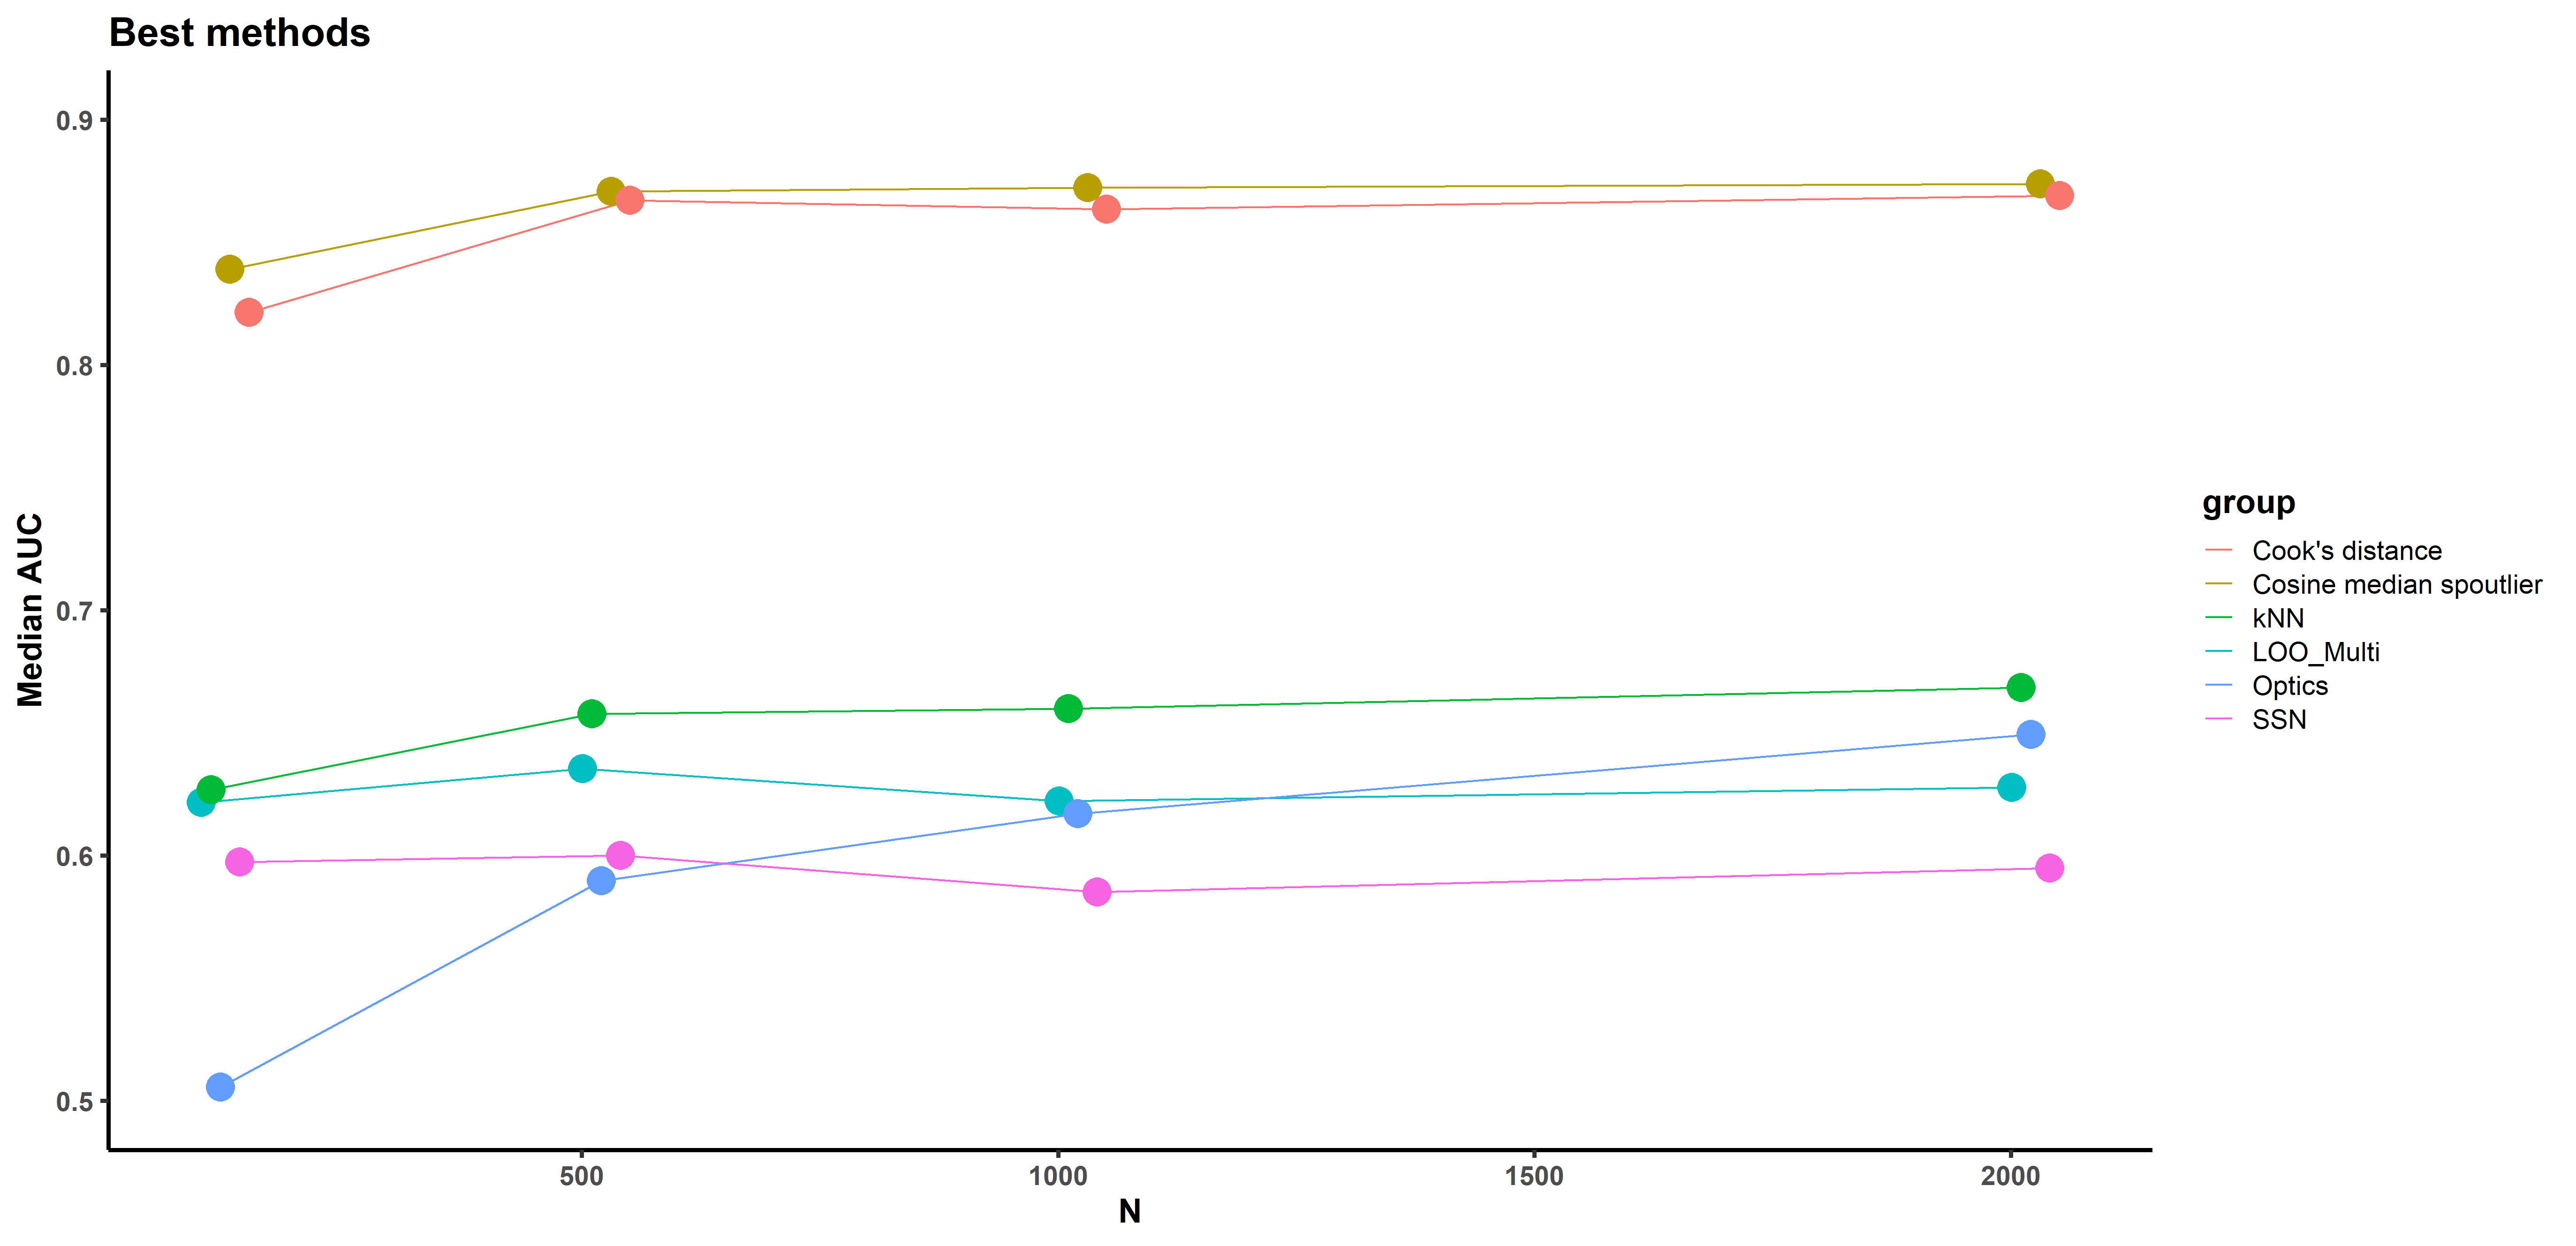 Best methods
Median AUC
0.9
0.8
0.7
0.6
0.5
500
1000
1500
2000
N
group
Cook's distance
Cosine median spoutlier
kNN
LOO_Multi
Optics
SSN